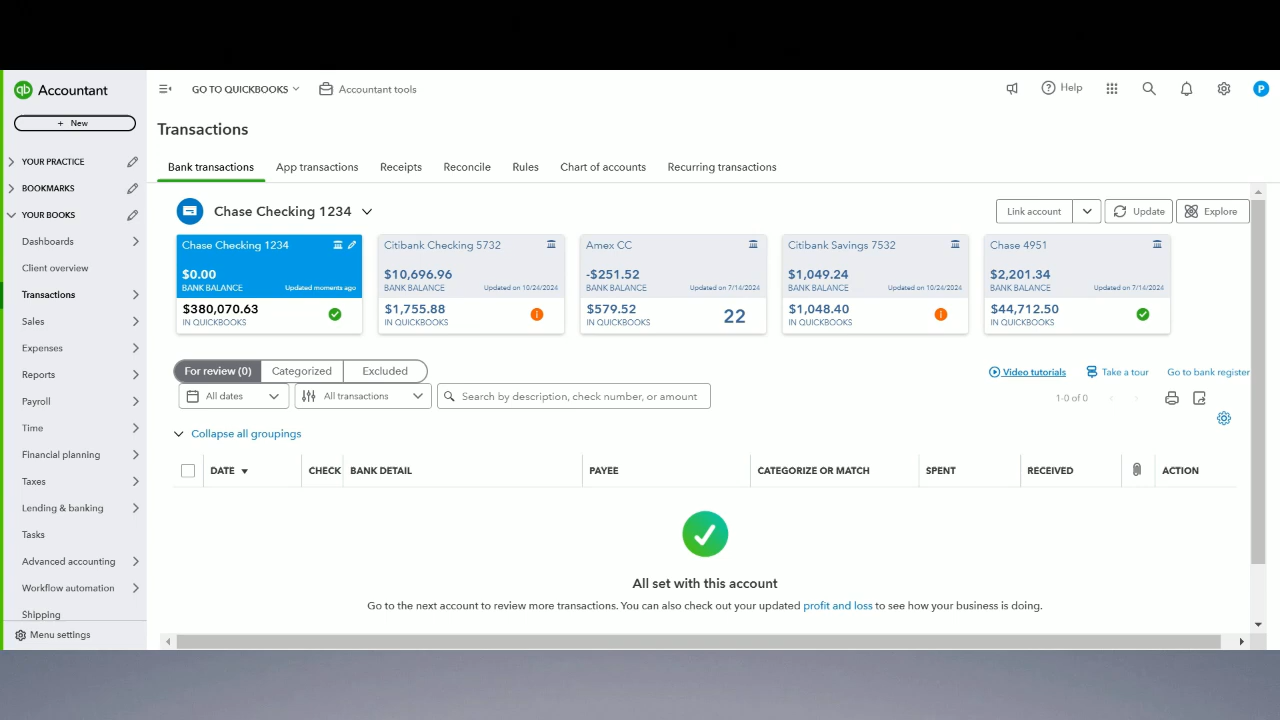 qb Accountant
GO TO QUICKBOOKS
Accountant tools
Help
P
+ New
Transactions
YOUR PRACTICE
BOOKMARKS
YOUR BOOKS
Dashboards
Client overview
Transactions
Sales
Expenses
Reports
Payroll
Time
Financial planning
Taxes
Lending & banking
Tasks
Advanced accounting
Workflow automation
Shipping
Menu settings
Bank transactions
App transactions
Receipts
Reconcile
Rules
Chart of accounts
Recurring transactions
Chase Checking 1234
Link account
Update
Explore
Chase Checking 1234
$0.00
BANK BALANCE
Updated moments ago
$380,070.63
IN QUICKBOOKS
Citibank Checking 5732
$10,696.96
BANK BALANCE
Updated on 10/24/2024
$1,755.88
IN QUICKBOOKS
Amex CC
-$251.52
BANK BALANCE
Updated on 7/14/2024
$579.52
IN QUICKBOOKS
22
Citibank Savings 7532
$1,049.24
BANK BALANCE
Updated on 10/24/2024
$1,048.40
IN QUICKBOOKS
Chase 4951
$2,201.34
BANK BALANCE
Updated on 7/14/2024
$44,712.50
IN QUICKBOOKS
For review (0)
Categorized
Excluded
Video tutorials
Take a tour
Go to bank register
All dates
All transactions
Search by description, check number, or amount
1-0 of 0
Collapse all groupings
DATE
CHECK
BANK DETAIL
PAYEE
CATEGORIZE OR MATCH
SPENT
RECEIVED
ACTION
All set with this account
Go to the next account to review more transactions. You can also check out your updated profit and loss to see how your business is doing.